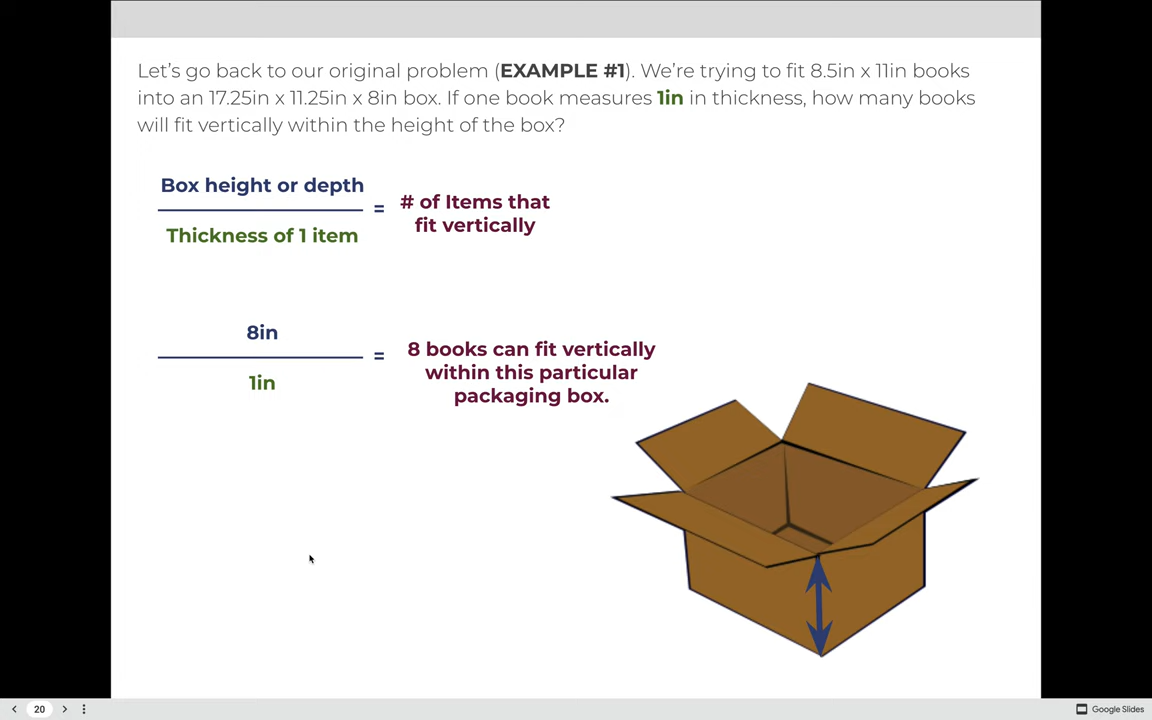 Let's go back to our original problem (EXAMPLE #1). We're trying to fit 8.5in x 11in books
into an 17.25in x 11.25in x 8in box. If one book measures 1in in thickness, how many books
will fit vertically within the height of the box?
Box height or depth
Thickness of 1 item
=
# of Items that
fit vertically
8in
1in
=
8 books can fit vertically
within this particular
packaging box.
20
Google Slides